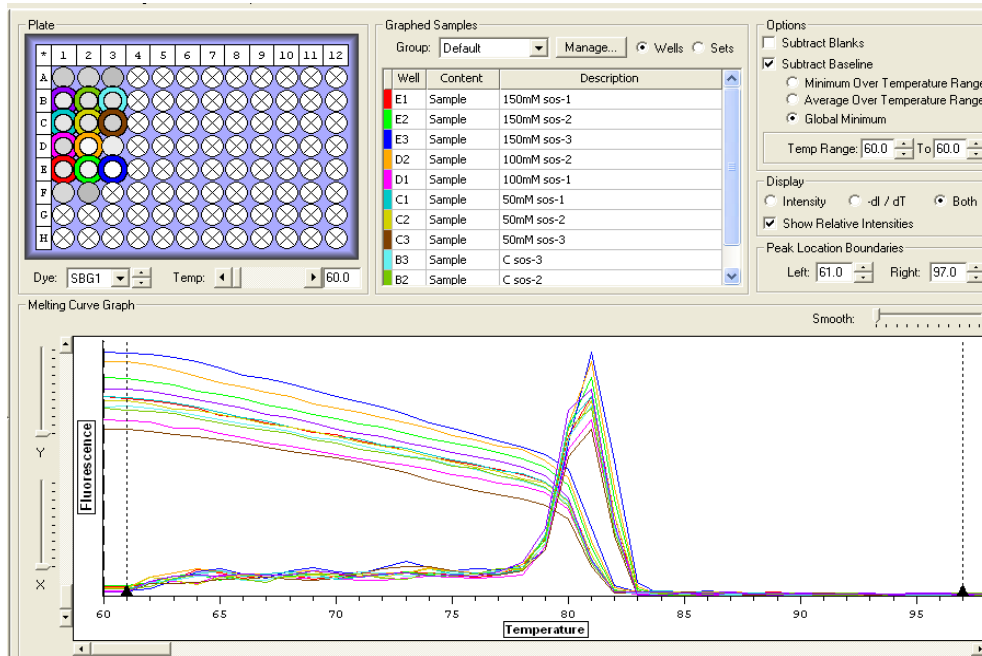 Plate
* 1 2 3 4 5 6 7 8 9 10 11 12
A
B
C
D
E
F
G
H
Dye: SBG1 Temp: 60.0
Graphed Samples
Group: Default Manage... Wells Sets
Well Content Description
E1 Sample 150mM sos-1
E2 Sample 150mM sos-2
E3 Sample 150mM sos-3
D2 Sample 100mM sos-2
D1 Sample 100mM sos-1
C1 Sample 50mM sos-1
C2 Sample 50mM sos-2
C3 Sample 50mM sos-3
B3 Sample C sos-3
B2 Sample C sos-2
Options
Subtract Blanks
Subtract Baseline
Minimum Over Temperature Range
Average Over Temperature Range
Global Minimum
Temp Range: 60.0 To 60.0
Display
Intensity -dI / dT Both
Show Relative Intensities
Peak Location Boundaries
Left: 61.0 Right: 97.0
Melting Curve Graph
Smooth:
Y
X
Fluorescence
60 65 70 75 80 85 90 95
Temperature